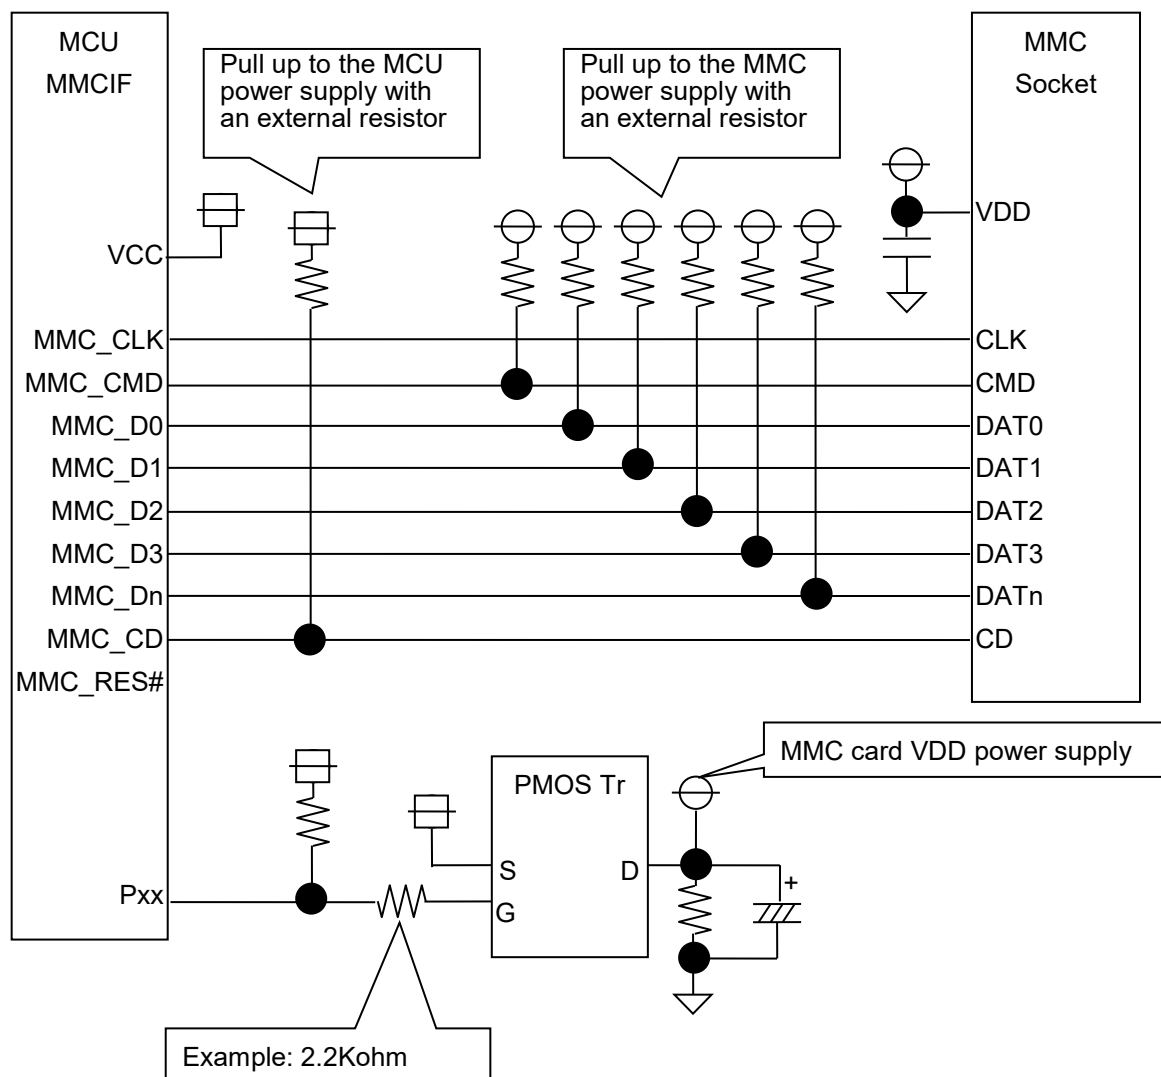 MCU
MMCIF
Pull up to the MCU
power supply with
an external resistor
Pull up to the MMC
power supply with
an external resistor
MMC
Socket
VCC
VDD
MMC_CLK
CLK
MMC_CMD
CMD
MMC_D0
DAT0
MMC_D1
DAT1
MMC_D2
DAT2
MMC_D3
DAT3
MMC_Dn
DATn
MMC_CD
CD
MMC_RES#
MMC card VDD power supply
PMOS Tr
S
D
+
Pxx
G
Example: 2.2Kohm